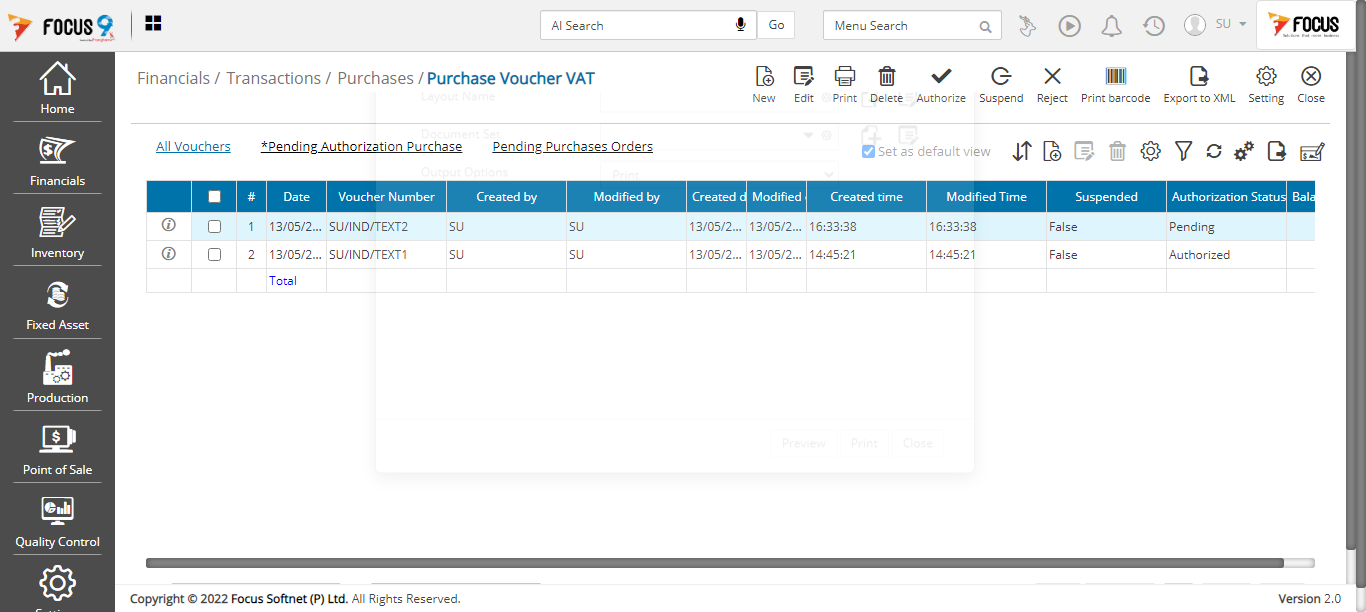 FOCUS 9
AI Search
Go
Menu Search
SU
FOCUS
Home
Financials
Inventory
Fixed Asset
Production
Point of Sale
Quality Control
Financials / Transactions / Purchases / Purchase Voucher VAT
New
Edit
Print
Delete
Authorize
Suspend
Reject
Print barcode
Export to XML
Setting
Close
Layout Name
Document Set
Output Options
Print
All Vouchers
*Pending Authorization Purchase
Pending Purchases Orders
Set as default view
# Date Voucher Number Created by Modified by Created d Modified Created time Modified Time Suspended Authorization Status Bala
1 13/05/2... SU/IND/TEXT2 SU SU 13/05/2... 13/05/2... 16:33:38 16:33:38 False Pending
2 13/05/2... SU/IND/TEXT1 SU SU 13/05/2... 13/05/2... 14:45:21 14:45:21 False Authorized
Total
Preview
Print
Close
Copyright © 2022 Focus Softnet (P) Ltd. All Rights Reserved.
Version 2.0